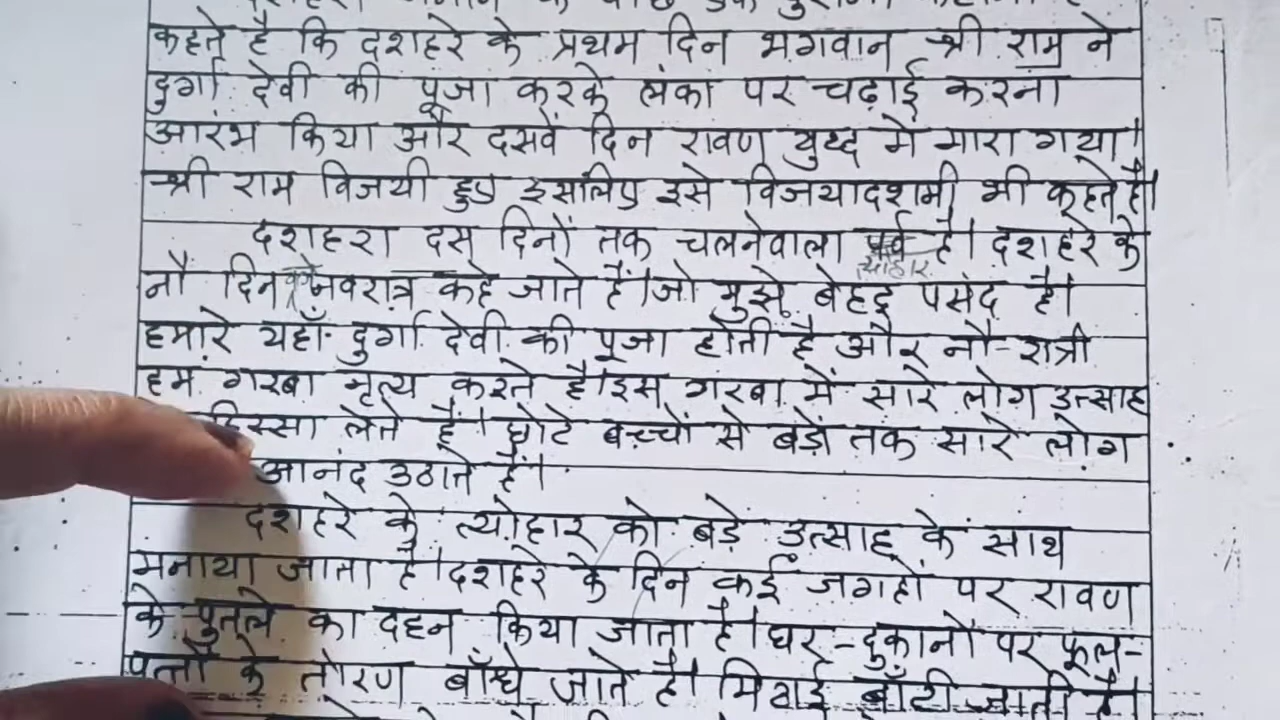 कहते है कि दशहरे के प्रथम दिन भगवान श्री राम ने
दुर्गा देवी की पूजा करके लंका पर चढ़ाई करना
आरंभ किया और दसवें दिन रावण युध्द में मारा गया।
श्री राम विजयी हुए इसलिए इसे विजयादशमी भी कहते है।
दशहरा दस दिनों तक चलनेवाला पर्व है। दशहरे के
त्योहार
नौ दिन को नवरात्र कहे जाते हैं।जो मुझे बेहद पसंद है।
हमारे यहाँ दुर्गा देवी की पूजा होती है और नौ-रात्री
हम गरबा नृत्य करते है।इस गरबा में सारे लोग उत्साह
हिस्सा लेते है। छोटे बच्चों से बड़ो तक सारे लोग
आनंद उठाते हैं।
दशहरे के त्योहार को बड़े उत्साह के साथ
मनाया जाता है।दशहरे के दिन कई जगहों पर रावण
के पुतले का दहन किया जाता है।घर-दुकानों पर फूल-
पत्तों के तोरण बाँधे जाते है। मिठाई बाँटी जाती है।